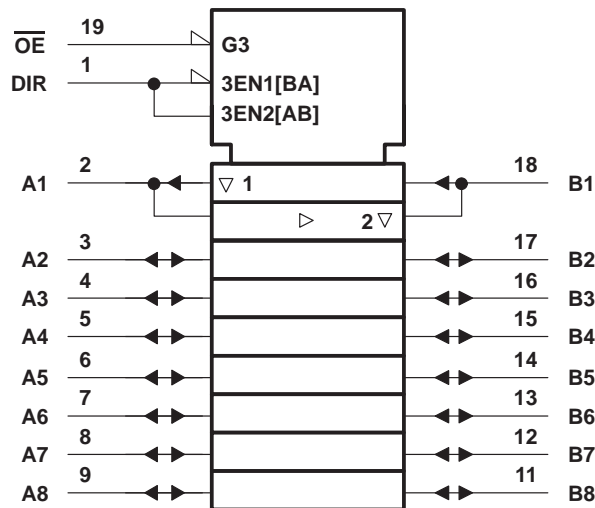 OE 19 G3
DIR 1 3EN1[BA]
3EN2[AB]
A1 2 ▽ 1 18 B1
▷ 2 ▽
A2 3 17 B2
A3 4 16 B3
A4 5 15 B4
A5 6 14 B5
A6 7 13 B6
A7 8 12 B7
A8 9 11 B8